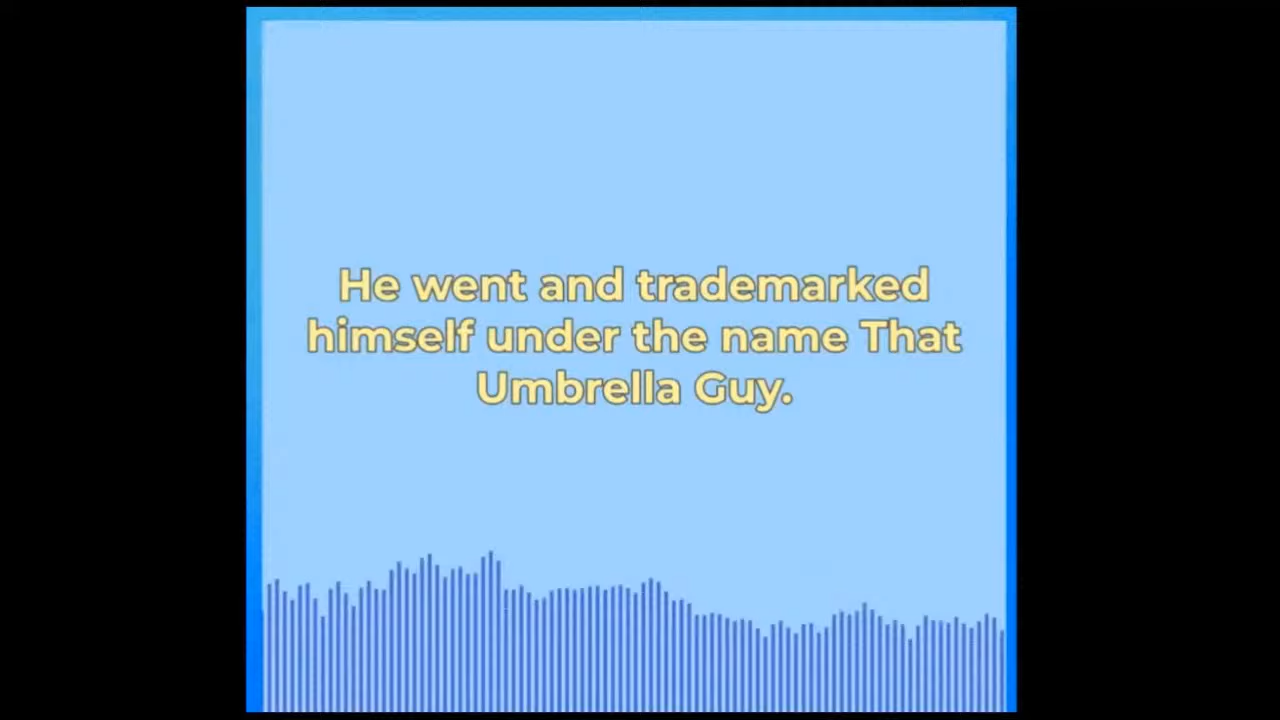 He went and trademarked
himself under the name That
Umbrella Guy.